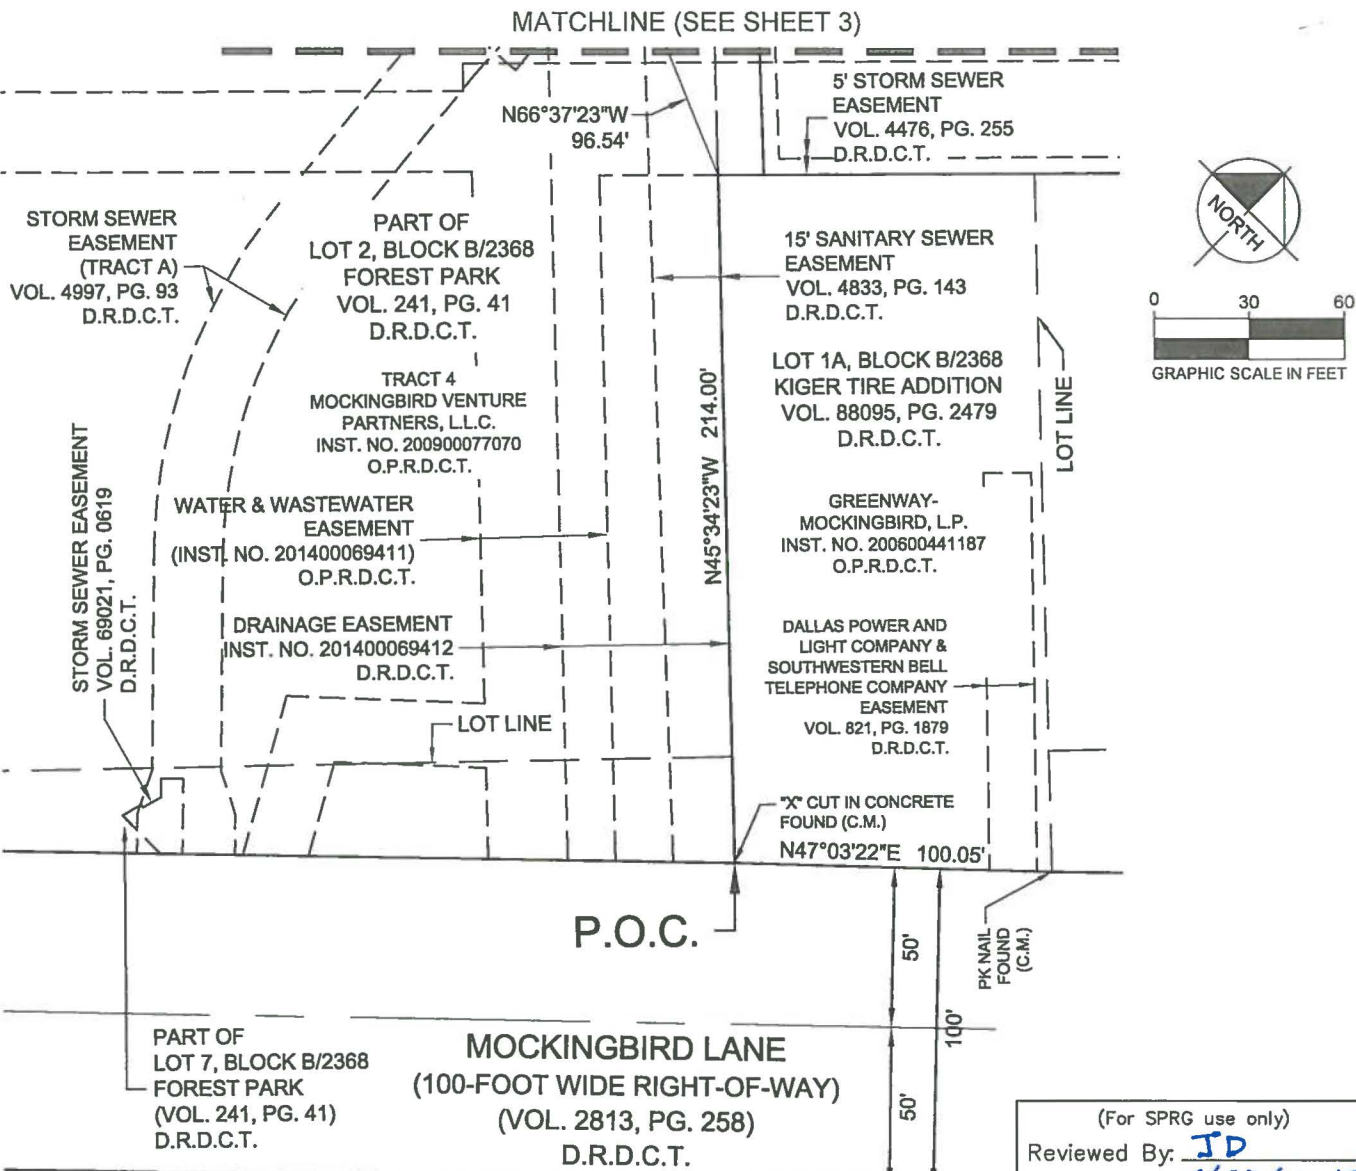 MATCHLINE (SEE SHEET 3)
N66°37'23"W
96.54'
5' STORM SEWER
EASEMENT
VOL. 4476, PG. 255
D.R.D.C.T.
NORTH
0 30 60
GRAPHIC SCALE IN FEET
STORM SEWER
EASEMENT
(TRACT A)
VOL. 4997, PG. 93
D.R.D.C.T.
PART OF
LOT 2, BLOCK B/2368
FOREST PARK
VOL. 241, PG. 41
D.R.D.C.T.
15' SANITARY SEWER
EASEMENT
VOL. 4833, PG. 143
D.R.D.C.T.
TRACT 4
MOCKINGBIRD VENTURE
PARTNERS, L.L.C.
INST. NO. 200900077070
O.P.R.D.C.T.
N45°34'23"W 214.00'
LOT 1A, BLOCK B/2368
KIGER TIRE ADDITION
VOL. 88095, PG. 2479
D.R.D.C.T.
LOT LINE
STORM SEWER EASEMENT
VOL. 69021, PG. 0619
D.R.D.C.T.
WATER & WASTEWATER
EASEMENT
(INST. NO. 201400069411)
O.P.R.D.C.T.
GREENWAY-
MOCKINGBIRD, L.P.
INST. NO. 200600441187
O.P.R.D.C.T.
DRAINAGE EASEMENT
INST. NO. 201400069412
D.R.D.C.T.
DALLAS POWER AND
LIGHT COMPANY &
SOUTHWESTERN BELL
TELEPHONE COMPANY
EASEMENT
VOL. 821, PG. 1879
D.R.D.C.T.
LOT LINE
"X" CUT IN CONCRETE
FOUND (C.M.)
N47°03'22"E 100.05'
P.O.C.
50'
100'
50'
PK NAIL
FOUND
(C.M.)
PART OF
LOT 7, BLOCK B/2368
FOREST PARK
(VOL. 241, PG. 41)
D.R.D.C.T.
MOCKINGBIRD LANE
(100-FOOT WIDE RIGHT-OF-WAY)
(VOL. 2813, PG. 258)
D.R.D.C.T.
(For SPRG use only)
Reviewed By: JD